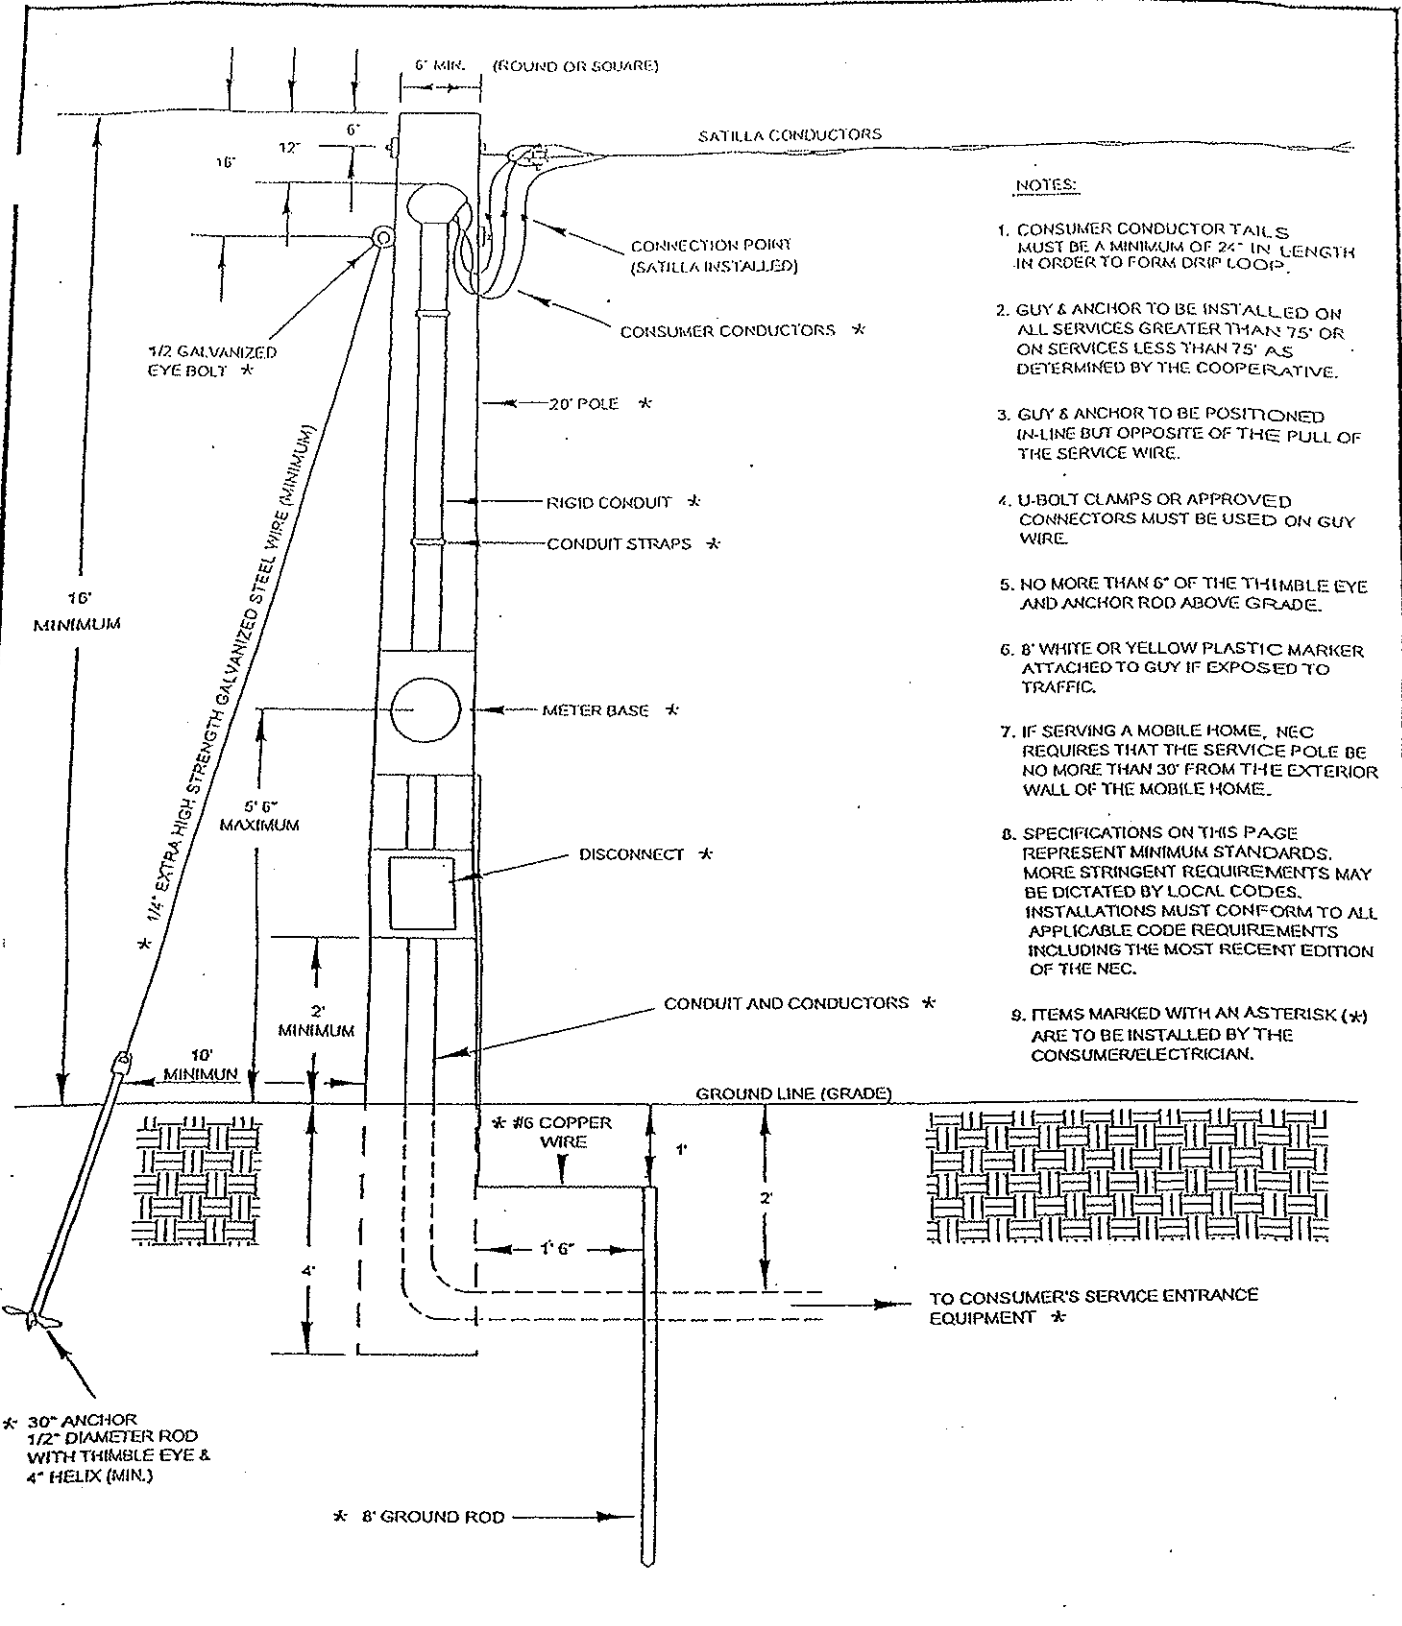 6" MIN. (ROUND OR SQUARE)
6"
12"
16"
SATILLA CONDUCTORS
CONNECTION POINT
(SATILLA INSTALLED)
CONSUMER CONDUCTORS *
1/2 GALVANIZED
EYE BOLT *
20' POLE *
RIGID CONDUIT *
CONDUIT STRAPS *
* 1/4" EXTRA HIGH STRENGTH GALVANIZED STEEL WIRE (MINIMUM)
16'
MINIMUM
METER BASE *
5' 6"
MAXIMUM
DISCONNECT *
2'
MINIMUM
CONDUIT AND CONDUCTORS *
10'
MINIMUN
GROUND LINE (GRADE)
* #6 COPPER
WIRE
1'
2'
1' 6"
4'
TO CONSUMER'S SERVICE ENTRANCE
EQUIPMENT *
* 30" ANCHOR
1/2" DIAMETER ROD
WITH THIMBLE EYE &
4" HELIX (MIN.)
* 8' GROUND ROD
NOTES:
1. CONSUMER CONDUCTOR TAILS
MUST BE A MINIMUM OF 24" IN LENGTH
IN ORDER TO FORM DRIP LOOP.
2. GUY & ANCHOR TO BE INSTALLED ON
ALL SERVICES GREATER THAN 75' OR
ON SERVICES LESS THAN 75' AS
DETERMINED BY THE COOPERATIVE.
3. GUY & ANCHOR TO BE POSITIONED
IN-LINE BUT OPPOSITE OF THE PULL OF
THE SERVICE WIRE.
4. U-BOLT CLAMPS OR APPROVED
CONNECTORS MUST BE USED ON GUY
WIRE.
5. NO MORE THAN 6" OF THE THIMBLE EYE
AND ANCHOR ROD ABOVE GRADE.
6. 8' WHITE OR YELLOW PLASTIC MARKER
ATTACHED TO GUY IF EXPOSED TO
TRAFFIC.
7. IF SERVING A MOBILE HOME, NEC
REQUIRES THAT THE SERVICE POLE BE
NO MORE THAN 30' FROM THE EXTERIOR
WALL OF THE MOBILE HOME.
8. SPECIFICATIONS ON THIS PAGE
REPRESENT MINIMUM STANDARDS.
MORE STRINGENT REQUIREMENTS MAY
BE DICTATED BY LOCAL CODES.
INSTALLATIONS MUST CONFORM TO ALL
APPLICABLE CODE REQUIREMENTS
INCLUDING THE MOST RECENT EDITION
OF THE NEC.
9. ITEMS MARKED WITH AN ASTERISK (*)
ARE TO BE INSTALLED BY THE
CONSUMER/ELECTRICIAN.